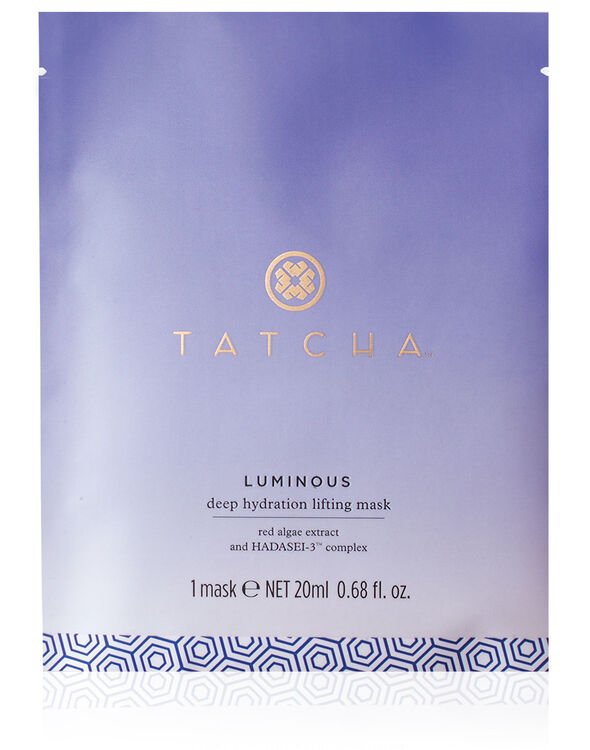 TATCHA™
LUMINOUS
deep hydration lifting mask
red algae extract
and HADASEI-3™ complex
1 mask ℮ NET 20ml 0.68 fl. oz.